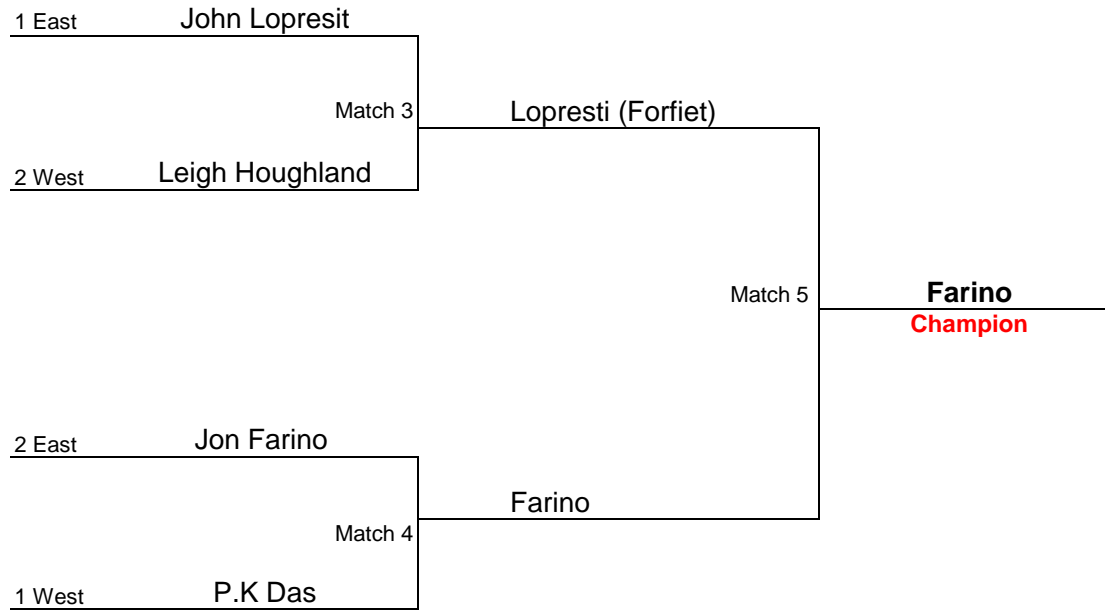 1 East John Lopresit
Match 3
Lopresti (Forfiet)
2 West Leigh Houghland
Match 5
Farino
Champion
2 East Jon Farino
Farino
Match 4
1 West P.K Das